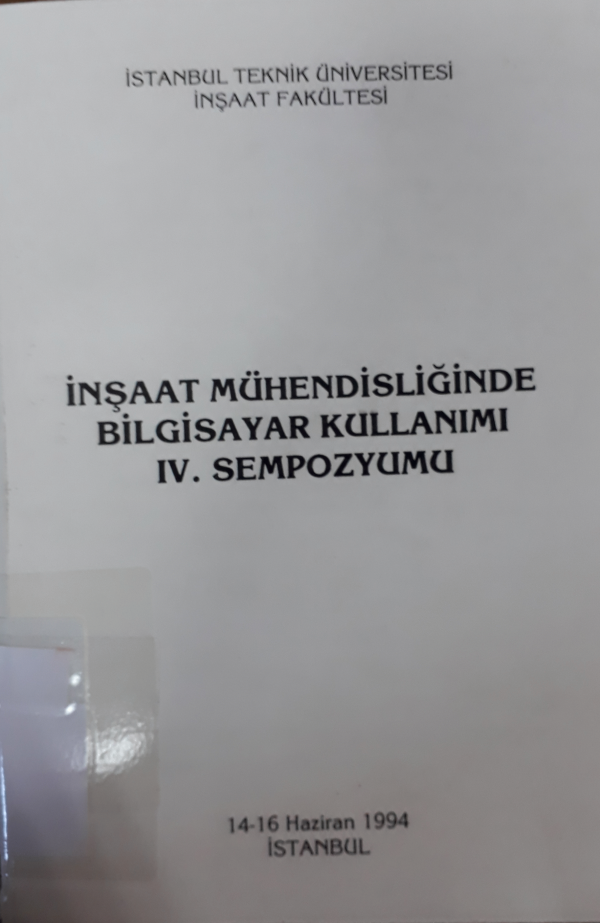 İSTANBUL TEKNİK ÜNİVERSİTESİ
İNŞAAT FAKÜLTESİ
İNŞAAT MÜHENDİSLİĞİNDE
BİLGİSAYAR KULLANIMI
IV. SEMPOZYUMU
14-16 Haziran 1994
İSTANBUL